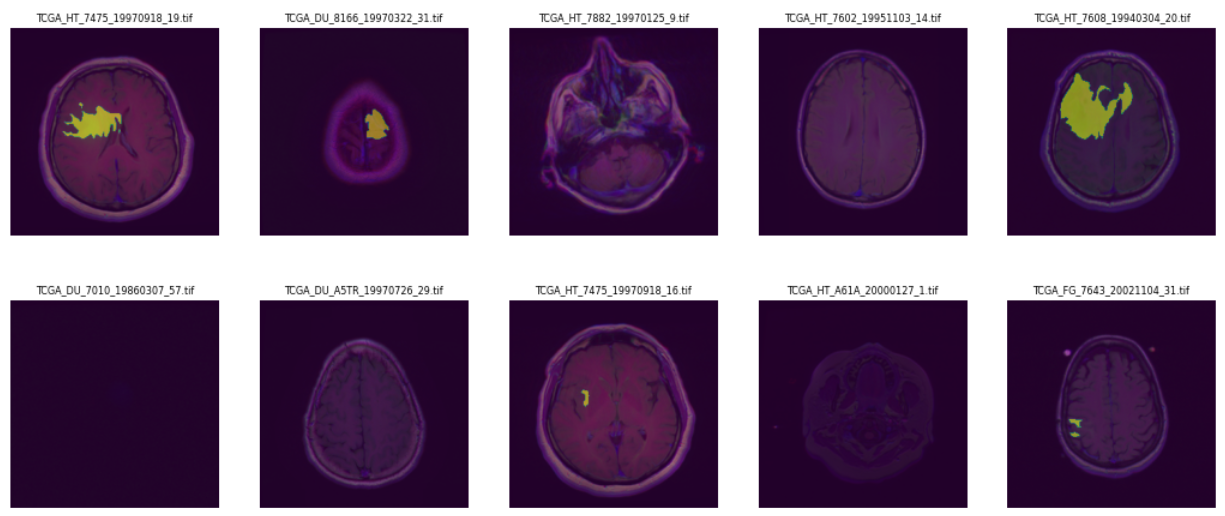 TCGA_HT_7475_19970918_19.tif
TCGA_DU_8166_19970322_31.tif
TCGA_HT_7882_19970125_9.tif
TCGA_HT_7602_19951103_14.tif
TCGA_HT_7608_19940304_20.tif
TCGA_DU_7010_19860307_57.tif
TCGA_DU_A5TR_19970726_29.tif
TCGA_HT_7475_19970918_16.tif
TCGA_HT_A61A_20000127_1.tif
TCGA_FG_7643_20021104_31.tif